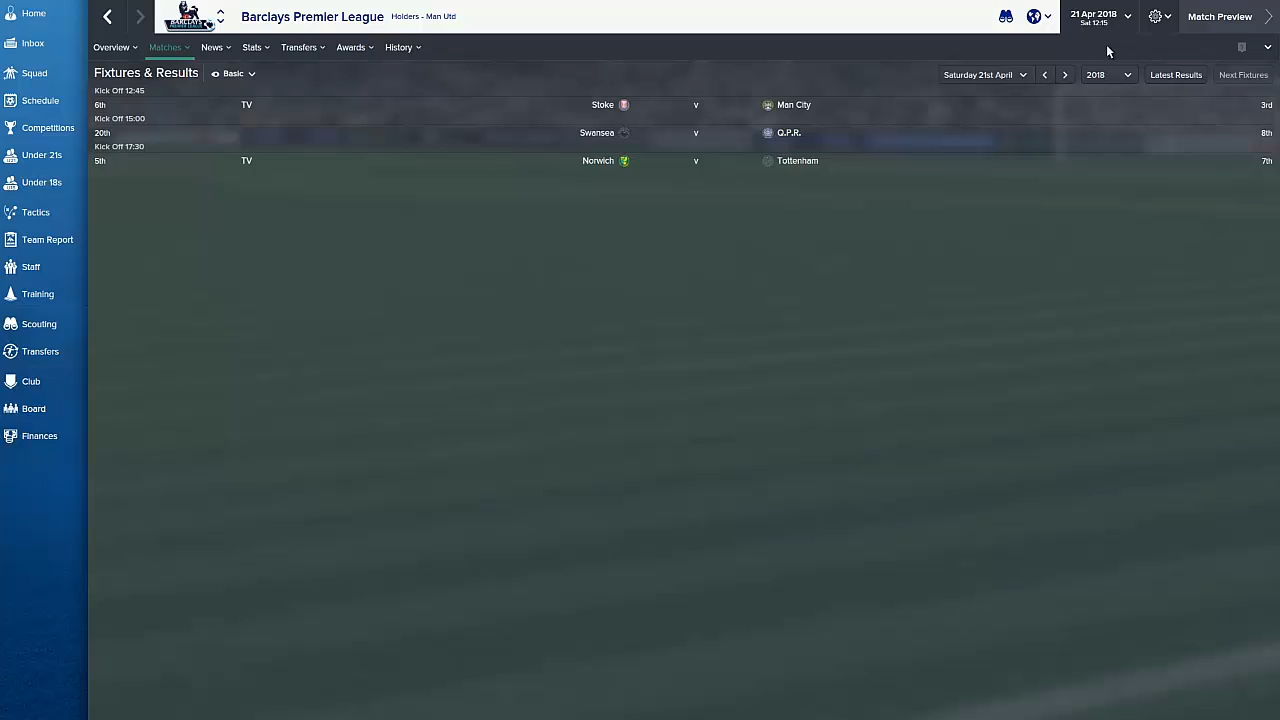 Home
Inbox
Squad
Schedule
Competitions
Under 21s
Under 18s
Tactics
Team Report
Staff
Training
Scouting
Transfers
Club
Board
Finances
BARCLAYS
PREMIER LEAGUE
Barclays Premier League Holders - Man Utd
21 Apr 2018
Sat 12:15
Match Preview
Overview Matches News Stats Transfers Awards History
Fixtures & Results Basic Saturday 21st April 2018 Latest Results Next Fixtures
Kick Off 12:45
6th TV Stoke v Man City 3rd
Kick Off 15:00
20th Swansea v Q.P.R. 8th
Kick Off 17:30
5th TV Norwich v Tottenham 7th